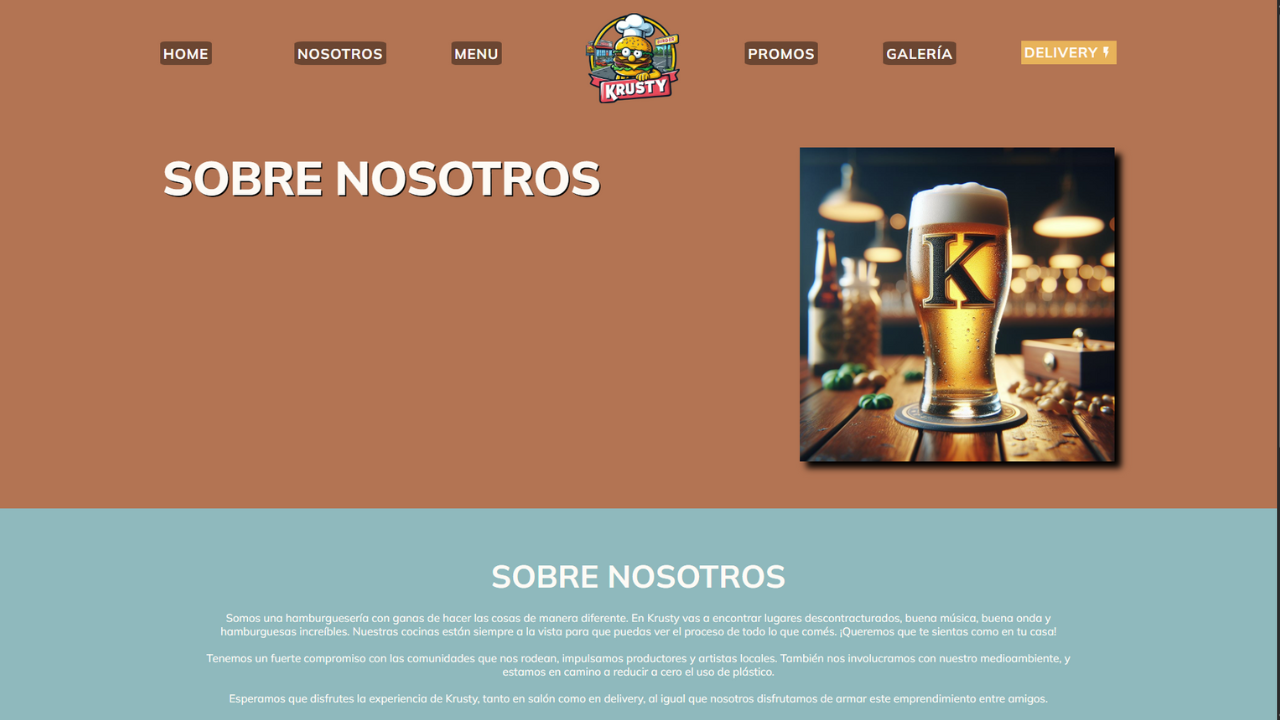 HOME
NOSOTROS
MENU
KRUSTY
PROMOS
GALERÍA
DELIVERY
SOBRE NOSOTROS
K
SOBRE NOSOTROS
Somos una hamburguesería con ganas de hacer las cosas de manera diferente. En Krusty vas a encontrar lugares descontracturados, buena música, buena onda y
hamburguesas increíbles. Nuestras cocinas están siempre a la vista para que puedas ver el proceso de todo lo que comés. ¡Queremos que te sientas como en tu casa!
Tenemos un fuerte compromiso con las comunidades que nos rodean, impulsamos productores y artistas locales. También nos involucramos con nuestro medioambiente, y
estamos en camino a reducir a cero el uso de plástico.
Esperamos que disfrutes la experiencia de Krusty, tanto en salón como en delivery, al igual que nosotros disfrutamos de armar este emprendimiento entre amigos.